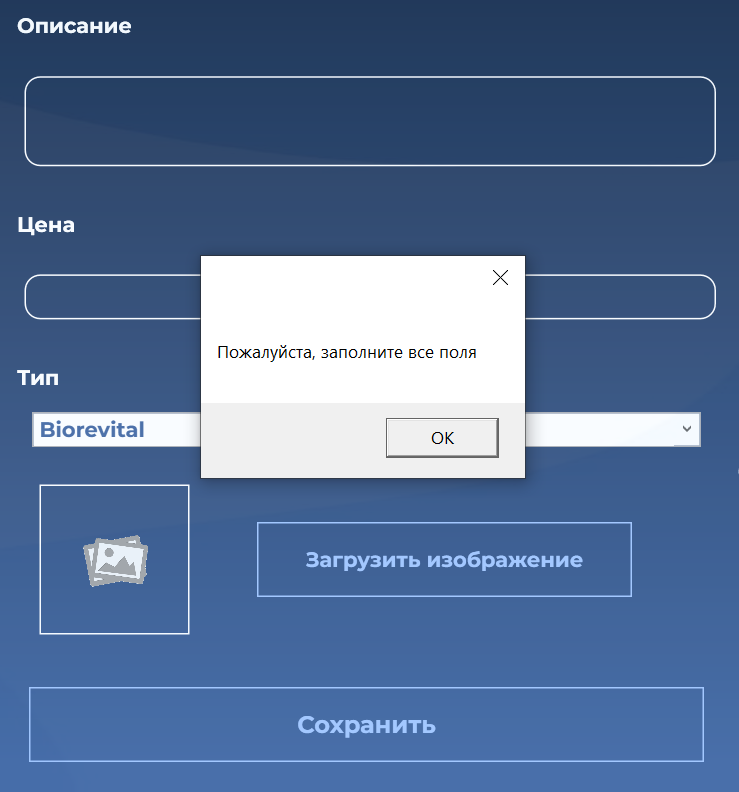 Описание
Цена
Пожалуйста, заполните все поля
OK
Тип
Biorevital
Загрузить изображение
Сохранить